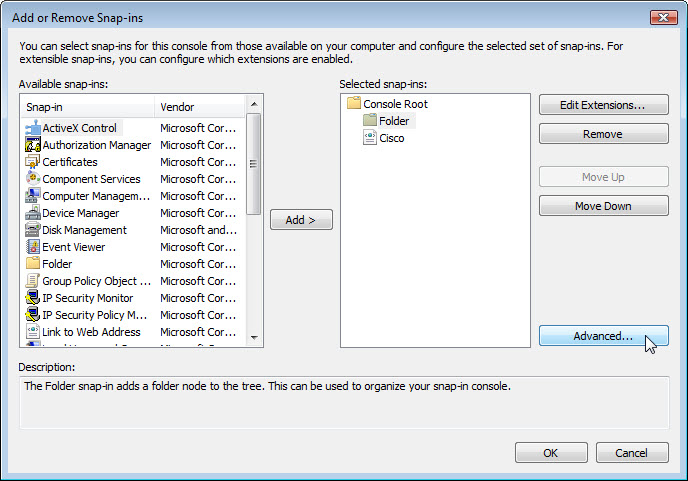 Add or Remove Snap-ins
You can select snap-ins for this console from those available on your computer and configure the selected set of snap-ins. For
extensible snap-ins, you can configure which extensions are enabled.
Available snap-ins:
Snap-in Vendor
ActiveX Control Microsoft Cor...
Authorization Manager Microsoft Cor...
Certificates Microsoft Cor...
Component Services Microsoft Cor...
Computer Managem... Microsoft Cor...
Device Manager Microsoft Cor...
Disk Management Microsoft and...
Event Viewer Microsoft Cor...
Folder Microsoft Cor...
Group Policy Object ... Microsoft Cor...
IP Security Monitor Microsoft Cor...
IP Security Policy M... Microsoft Cor...
Link to Web Address Microsoft Cor...
Add >
Selected snap-ins:
Console Root
Folder
Cisco
Edit Extensions...
Remove
Move Up
Move Down
Advanced...
Description:
The Folder snap-in adds a folder node to the tree. This can be used to organize your snap-in console.
OK Cancel